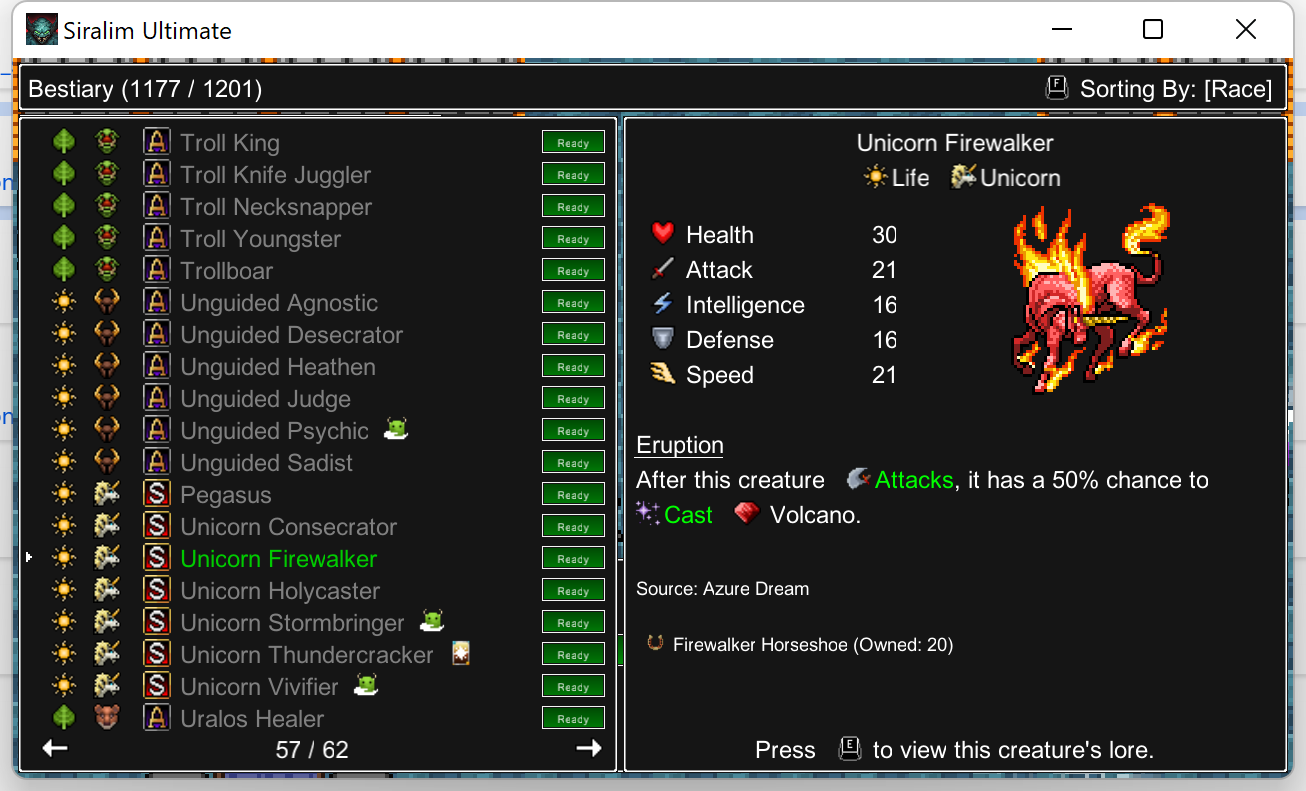 Siralim Ultimate
Bestiary (1177 / 1201)
F Sorting By: [Race]
A Troll King Ready
A Troll Knife Juggler Ready
A Troll Necksnapper Ready
A Troll Youngster Ready
A Trollboar Ready
A Unguided Agnostic Ready
A Unguided Desecrator Ready
A Unguided Heathen Ready
A Unguided Judge Ready
A Unguided Psychic Ready
A Unguided Sadist Ready
S Pegasus Ready
S Unicorn Consecrator Ready
S Unicorn Firewalker Ready
S Unicorn Holycaster Ready
S Unicorn Stormbringer Ready
S Unicorn Thundercracker Ready
S Unicorn Vivifier Ready
A Uralos Healer Ready
57 / 62
Unicorn Firewalker
Life Unicorn
Health 30
Attack 21
Intelligence 16
Defense 16
Speed 21
Eruption
After this creature Attacks, it has a 50% chance to
Cast Volcano.
Source: Azure Dream
Firewalker Horseshoe (Owned: 20)
Press E to view this creature's lore.